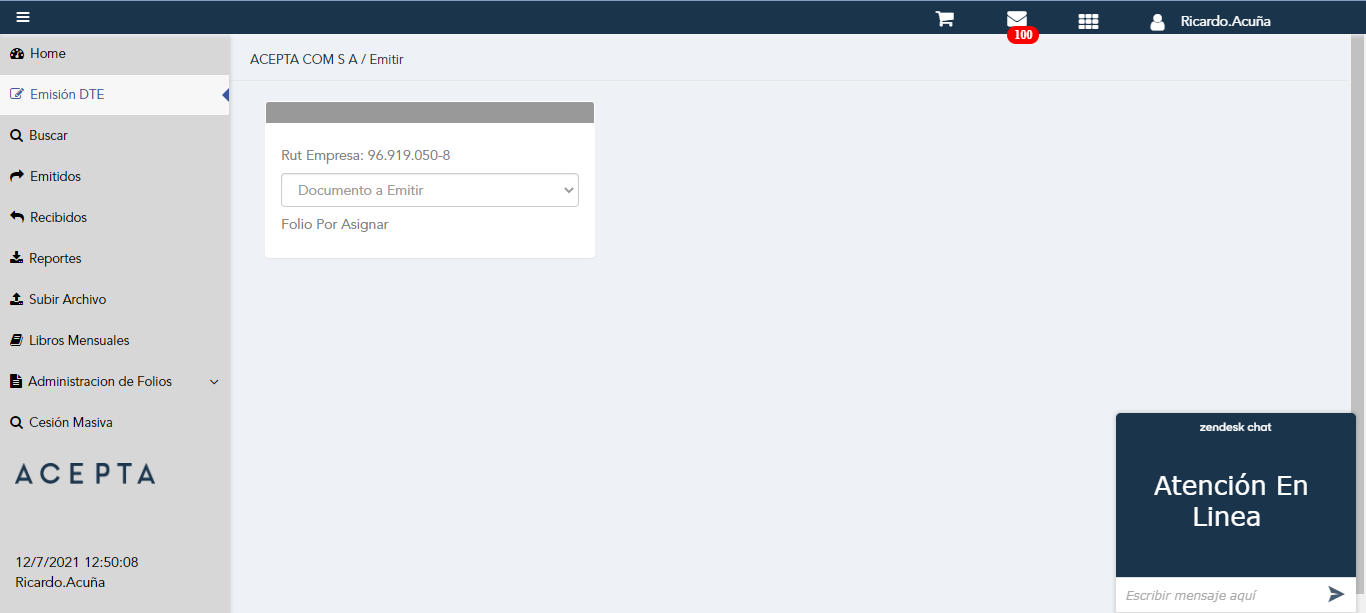 Ricardo.Acuña
100
Home
ACEPTA COM S A / Emitir
Emisión DTE
Buscar
Emitidos
Recibidos
Reportes
Subir Archivo
Libros Mensuales
Administracion de Folios
Cesión Masiva
ACEPTA
12/7/2021 12:50:08
Ricardo.Acuña
Rut Empresa: 96.919.050-8
Documento a Emitir
Folio Por Asignar
zendesk chat
Atención En
Linea
Escribir mensaje aquí